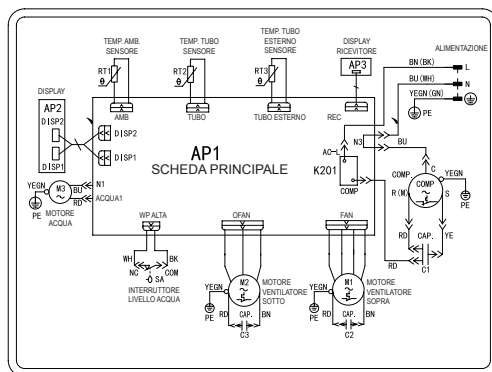 TEMP. AMB.
SENSORE
RT1
θ
AMB
TEMP. TUBO
SENSORE
RT2
θ
TUBO
TEMP. TUBO
ESTERNO
SENSORE
RT3
θ
TUBO ESTERNO
DISPLAY
RICEVITORE
AP3
REC
ALIMENTAZIONE
BN(BK)
L
BU(WH)
N
YEGN(GN)
PE
DISPLAY
AP2
DISP2
DISP1
DISP2
DISP1
AP1
SCHEDA PRINCIPALE
AC-L
N3
BU
K201
COMP
COMP.
C
COMP
R(M)
S
YEGN
PE
RD
CAP.
YE
C1
RD
YEGN
M3
BU
N1
RD
ACQUA1
PE
MOTORE
ACQUA
WP ALTA
WH
BK
NC
COM
SA
INTERRUTTORE
LIVELLO ACQUA
OFAN
YEGN
M2
PE
RD
CAP.
BN
C3
MOTORE
VENTILATORE
SOTTO
FAN
YEGN
M1
PE
RD
CAP.
BN
C2
MOTORE
VENTILATORE
SOPRA